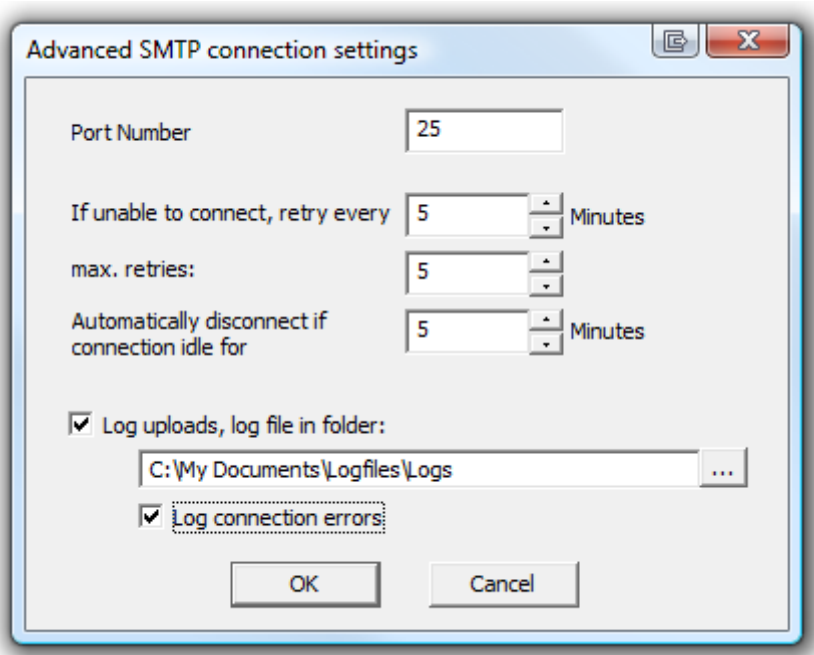 Advanced SMTP connection settings
Port Number 25
If unable to connect, retry every 5 Minutes
max. retries: 5
Automatically disconnect if
connection idle for 5 Minutes
Log uploads, log file in folder:
C:\My Documents\Logfiles\Logs ...
Log connection errors
OK Cancel